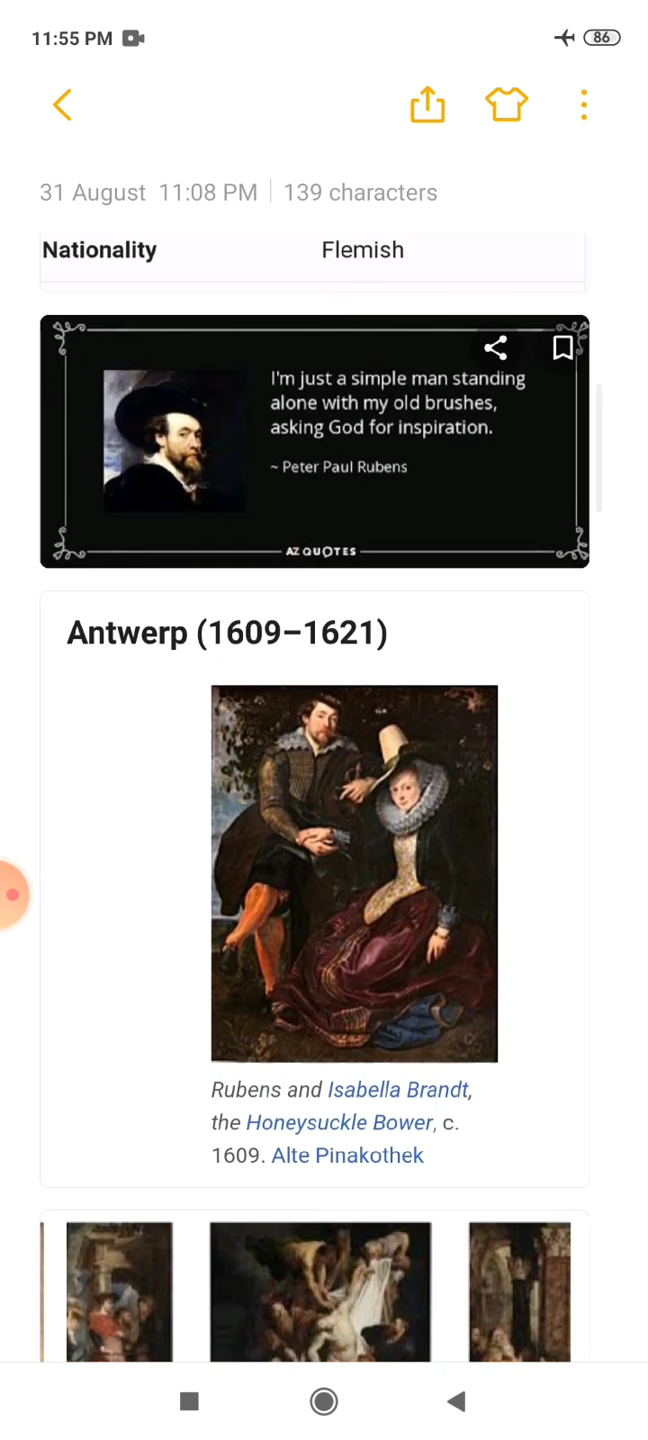 11:55 PM
86
31 August 11:08 PM | 139 characters
Nationality Flemish
I'm just a simple man standing
alone with my old brushes,
asking God for inspiration.
~ Peter Paul Rubens
AZ QUOTES
Antwerp (1609–1621)
Rubens and Isabella Brandt,
the Honeysuckle Bower, c.
1609. Alte Pinakothek